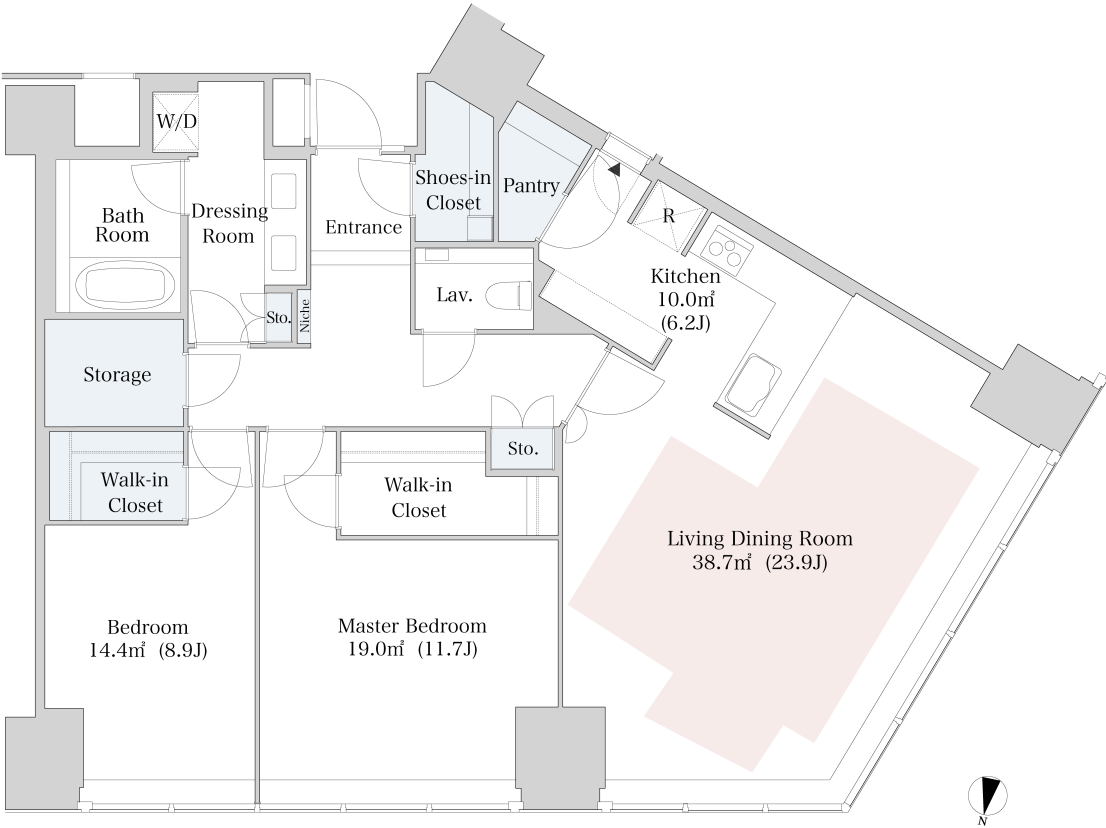 W/D
Bath
Room
Dressing
Room
Entrance
Shoes-in
Closet
Pantry
R
Kitchen
10.0㎡
(6.2J)
Lav.
Sto.
Niche
Storage
Walk-in
Closet
Walk-in
Closet
Sto.
Living Dining Room
38.7㎡ (23.9J)
Bedroom
14.4㎡ (8.9J)
Master Bedroom
19.0㎡ (11.7J)
N